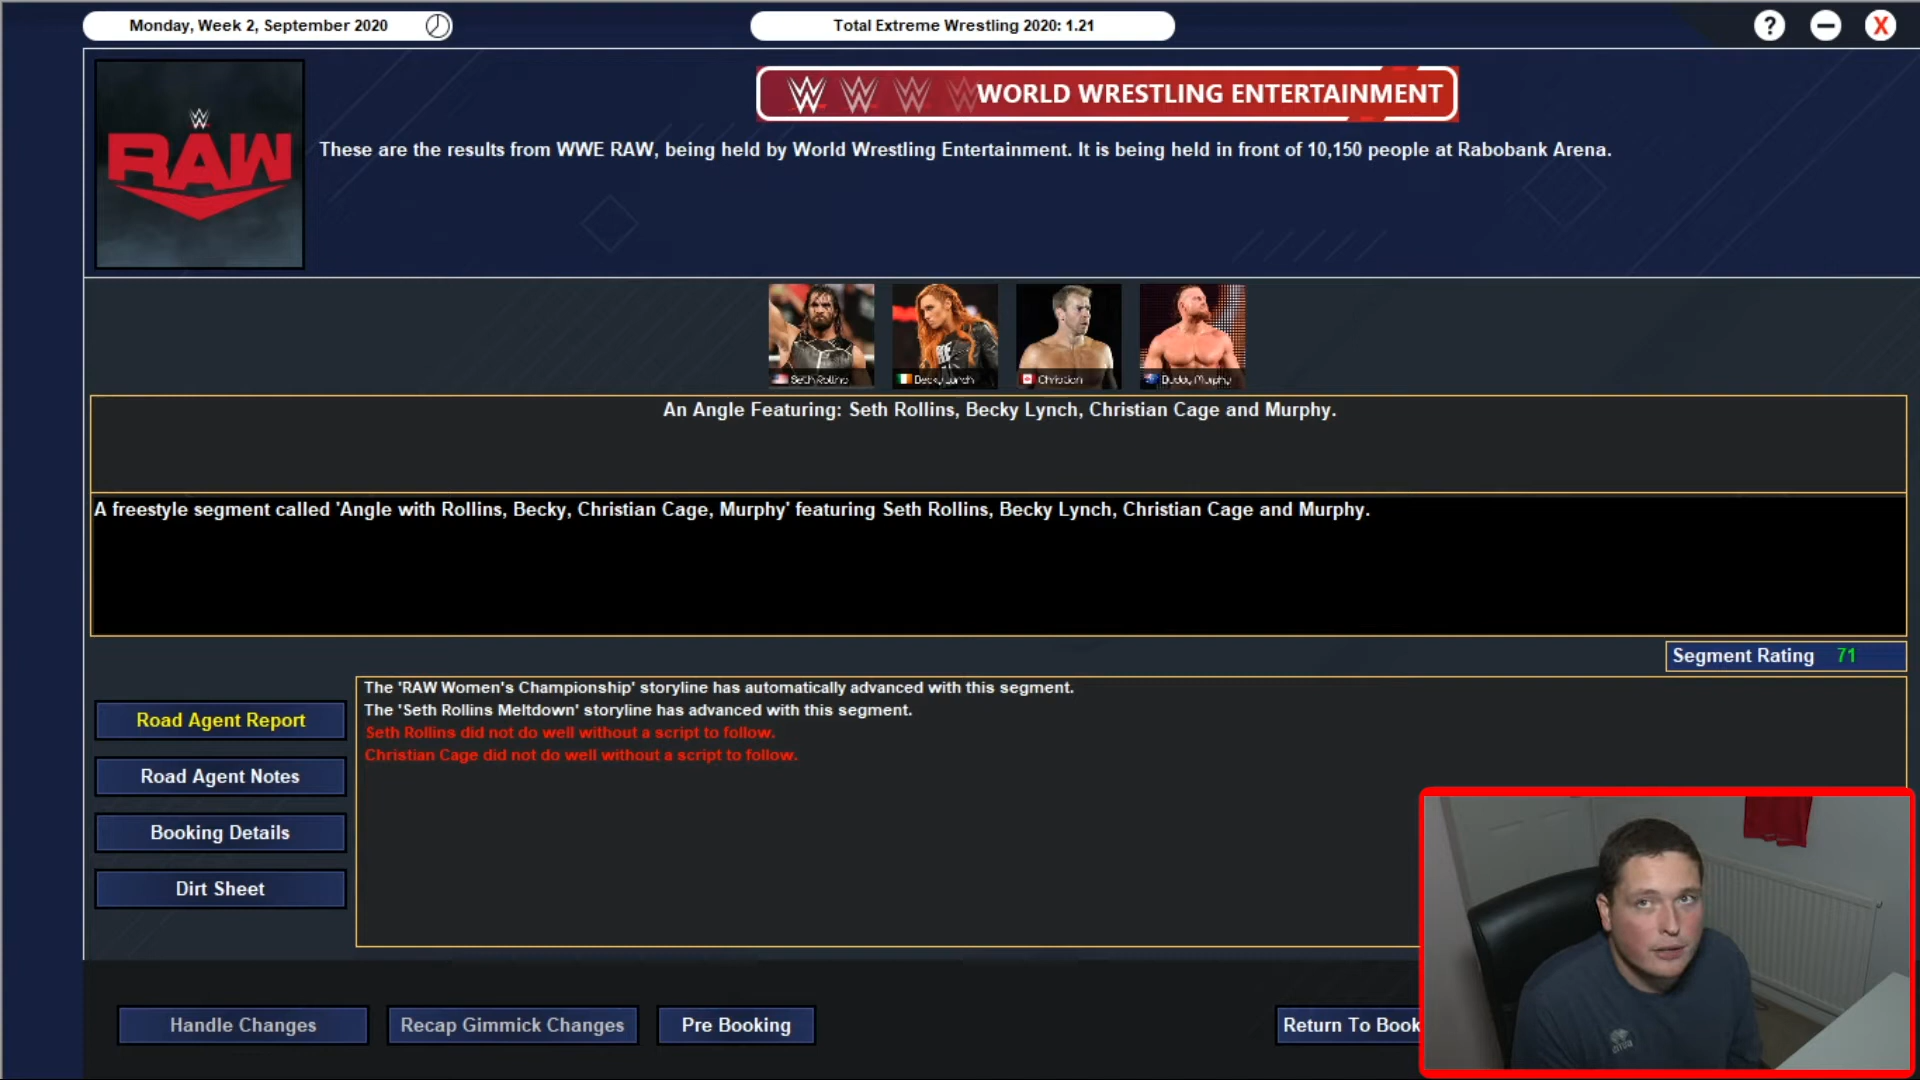 Monday, Week 2, September 2020
Total Extreme Wrestling 2020: 1.21
?
X
WORLD WRESTLING ENTERTAINMENT
RAW
These are the results from WWE RAW, being held by World Wrestling Entertainment. It is being held in front of 10,150 people at Rabobank Arena.
Seth Rollins
Becky Lynch
Christian
Buddy Murphy
An Angle Featuring: Seth Rollins, Becky Lynch, Christian Cage and Murphy.
A freestyle segment called 'Angle with Rollins, Becky, Christian Cage, Murphy' featuring Seth Rollins, Becky Lynch, Christian Cage and Murphy.
Segment Rating 71
The 'RAW Women's Championship' storyline has automatically advanced with this segment.
The 'Seth Rollins Meltdown' storyline has advanced with this segment.
Seth Rollins did not do well without a script to follow.
Christian Cage did not do well without a script to follow.
Road Agent Report
Road Agent Notes
Booking Details
Dirt Sheet
Handle Changes
Recap Gimmick Changes
Pre Booking
Return To Book